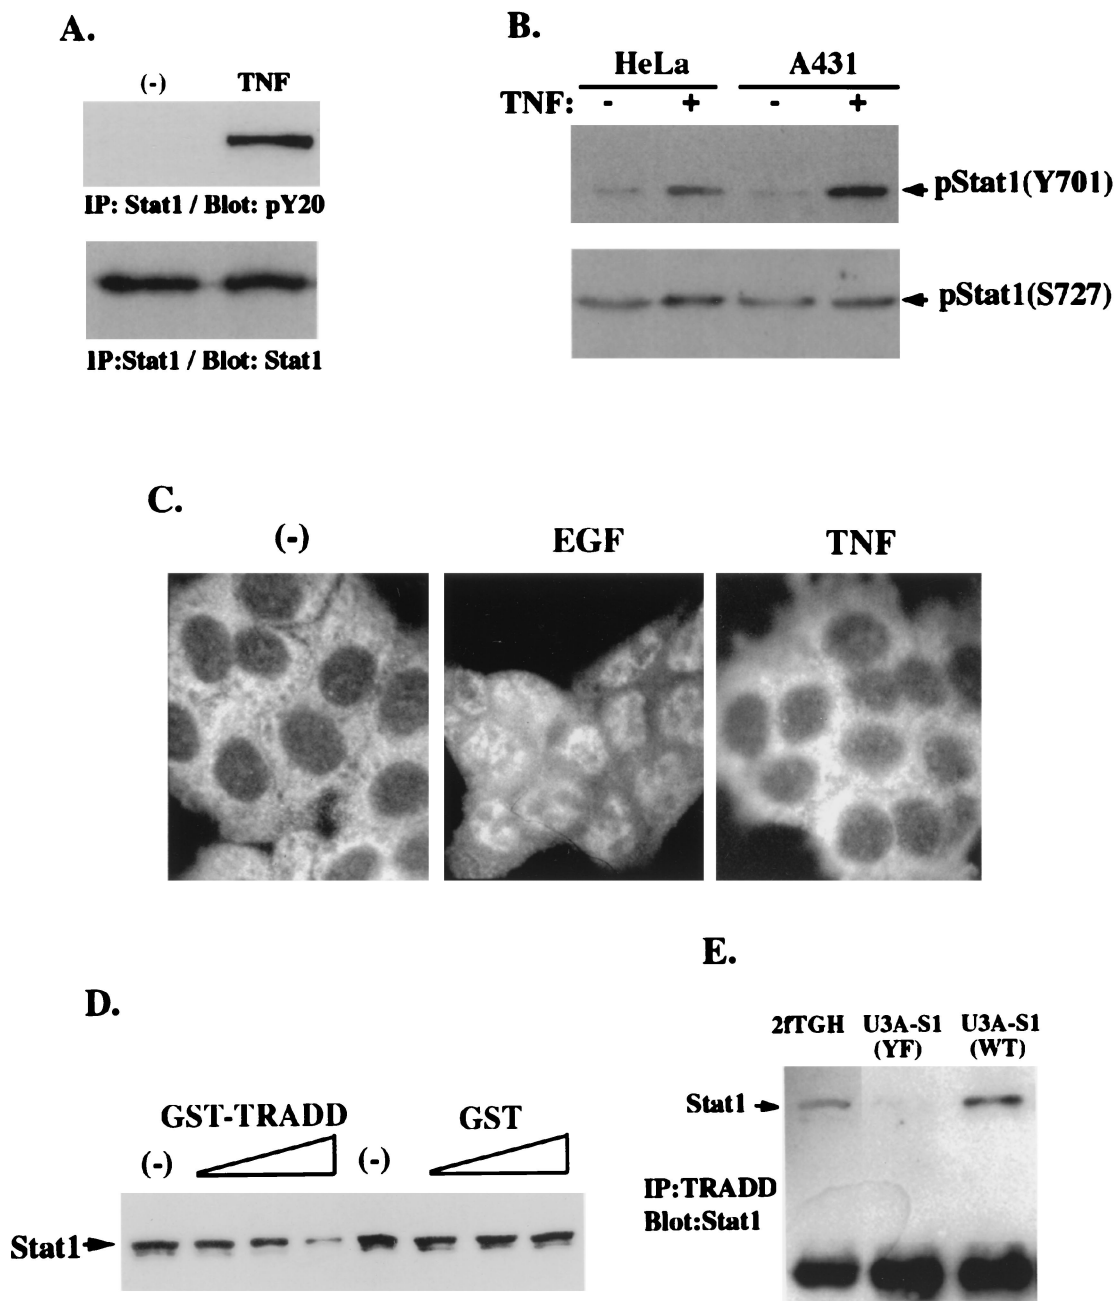 A.
(-) TNF
IP: Stat1 / Blot: pY20
IP:Stat1 / Blot: Stat1
B.
HeLa A431
TNF: - + - +
pStat1(Y701)
pStat1(S727)
C.
(-) EGF TNF
D.
GST-TRADD GST
(-) (-)
Stat1
E.
2fTGH U3A-S1 U3A-S1
(YF) (WT)
Stat1
IP:TRADD
Blot:Stat1